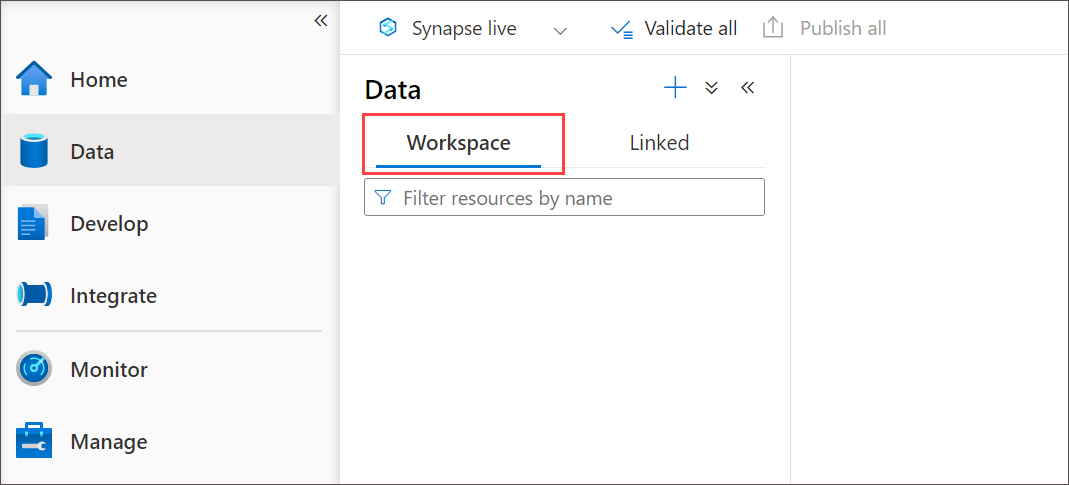 Synapse live
Validate all
Publish all
Home
Data
Develop
Integrate
Monitor
Manage
Data
Workspace
Linked
Filter resources by name